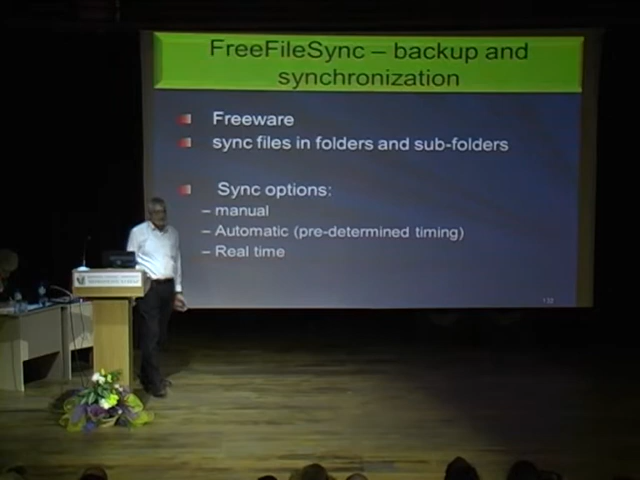 FreeFileSync – backup and
synchronization
Freeware
sync files in folders and sub-folders
Sync options:
– manual
– Automatic (pre-determined timing)
– Real time